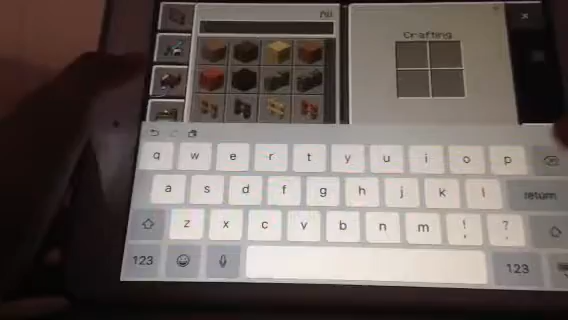 All
Crafting
q w e r t y u i o p
a s d f g h j k l return
z x c v b n m ! , ? .
123 123